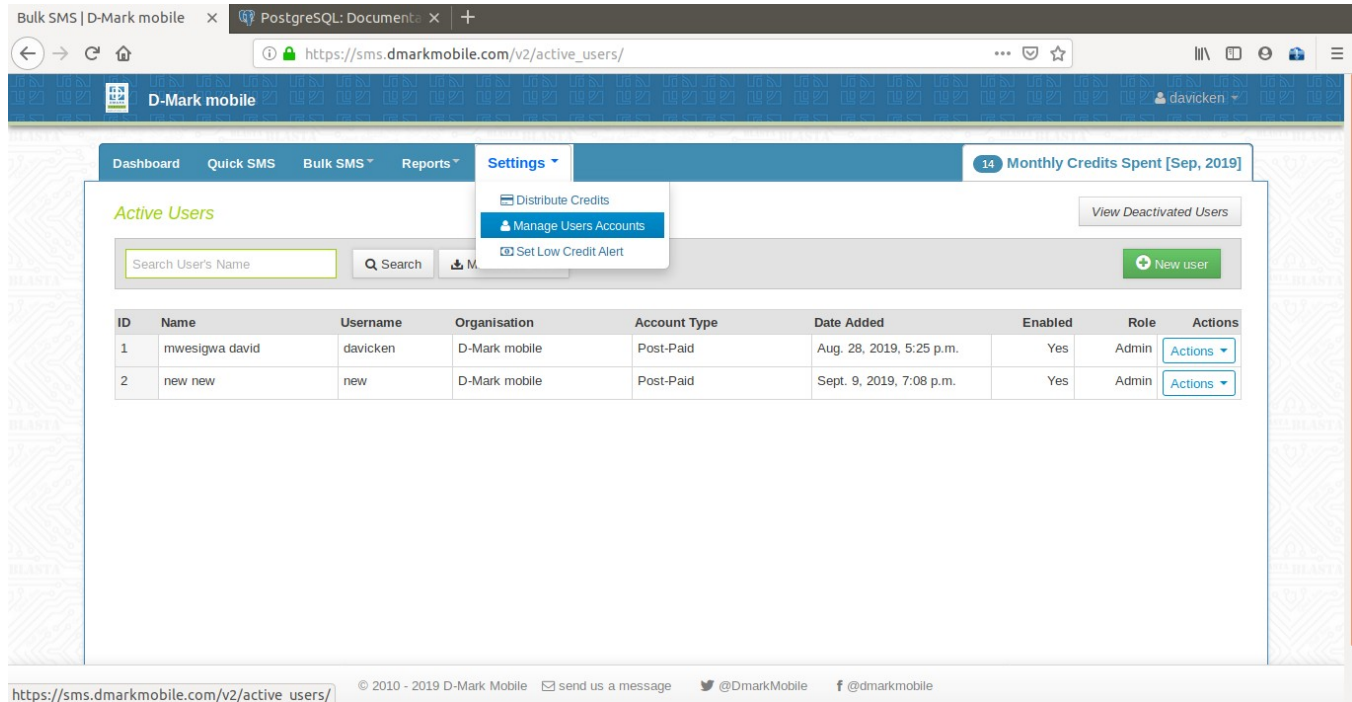 Bulk SMS | D-Mark mobile
PostgreSQL: Documenta
https://sms.dmarkmobile.com/v2/active_users/
D-Mark mobile
davicken
Dashboard Quick SMS Bulk SMS Reports Settings
14 Monthly Credits Spent [Sep, 2019]
Distribute Credits
Manage Users Accounts
Set Low Credit Alert
Active Users
View Deactivated Users
Search User's Name
Search
M
New user
ID Name Username Organisation Account Type Date Added Enabled Role Actions
1 mwesigwa david davicken D-Mark mobile Post-Paid Aug. 28, 2019, 5:25 p.m. Yes Admin Actions
2 new new new D-Mark mobile Post-Paid Sept. 9, 2019, 7:08 p.m. Yes Admin Actions
© 2010 - 2019 D-Mark Mobile send us a message @DmarkMobile @dmarkmobile
https://sms.dmarkmobile.com/v2/active_users/